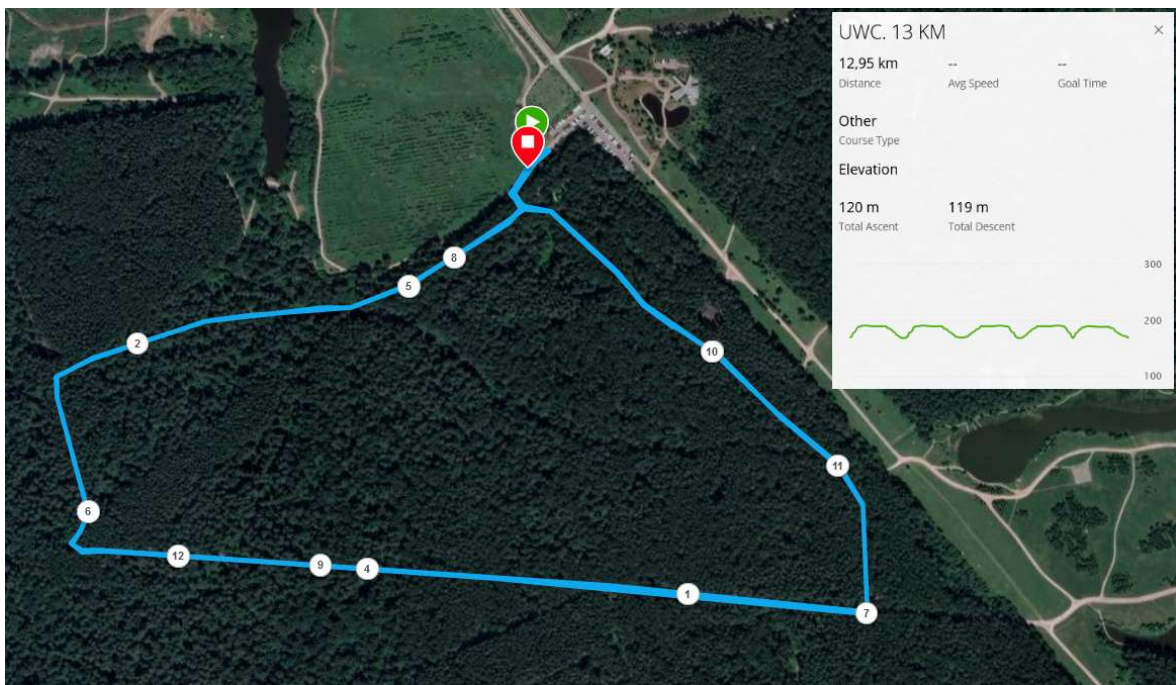 UWC. 13 KM
12,95 km -- --
Distance Avg Speed Goal Time
Other
Course Type
Elevation
120 m 119 m
Total Ascent Total Descent
300
200
100
8
5
2
10
11
6
12
9
4
1
7